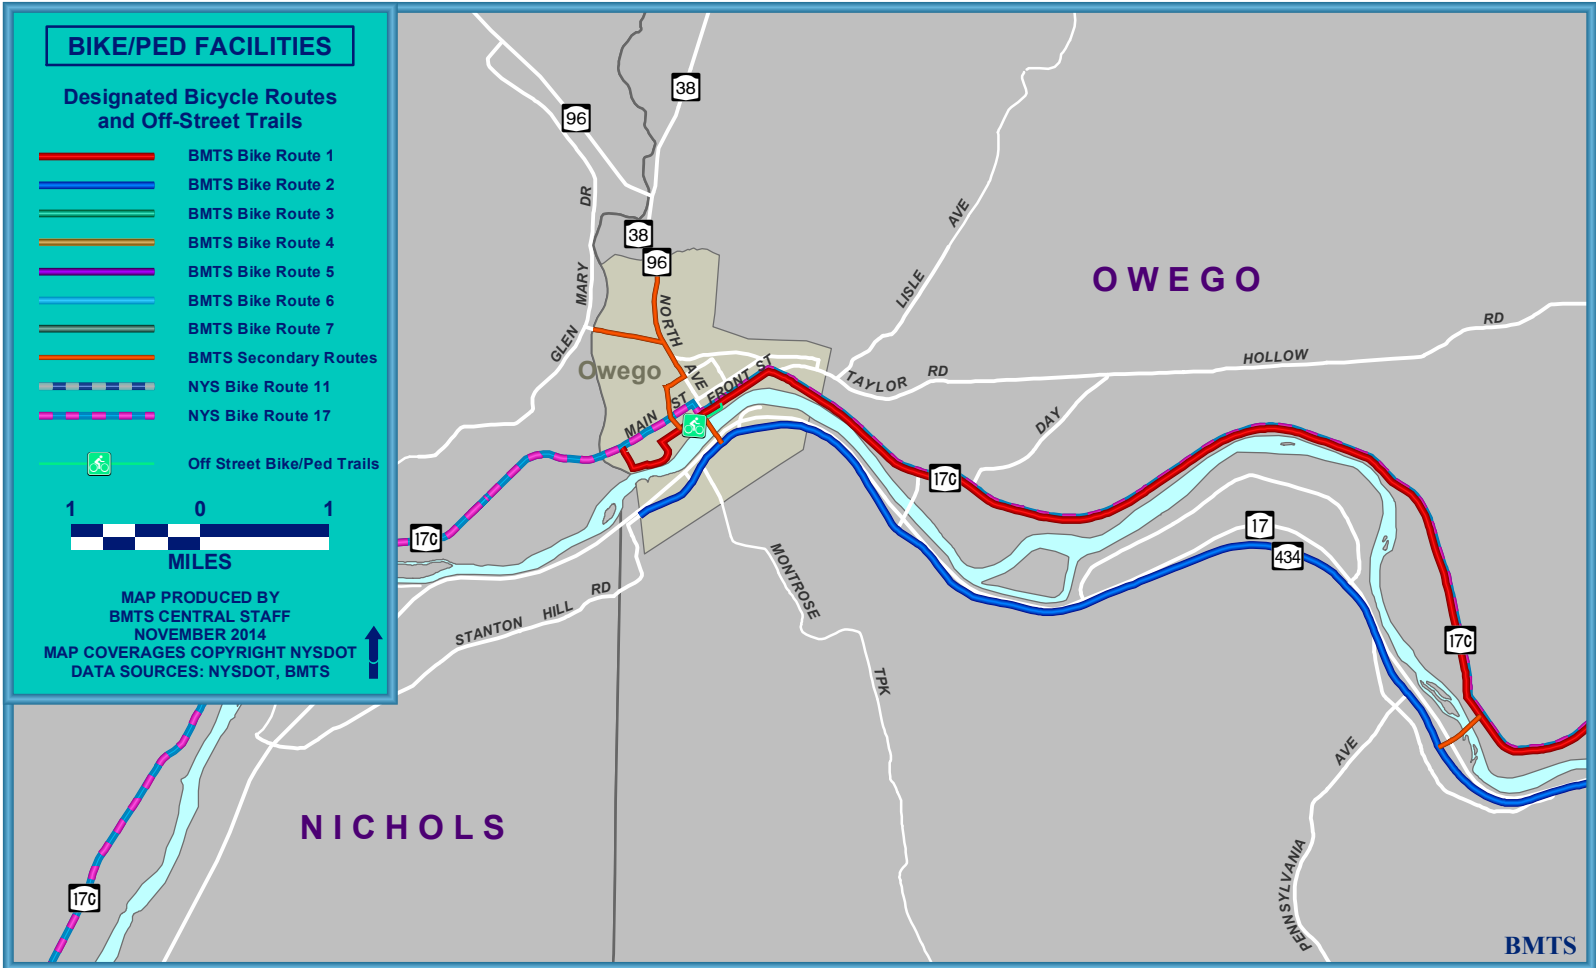 BIKE/PED FACILITIES
Designated Bicycle Routes
and Off-Street Trails
BMTS Bike Route 1
BMTS Bike Route 2
BMTS Bike Route 3
BMTS Bike Route 4
BMTS Bike Route 5
BMTS Bike Route 6
BMTS Bike Route 7
BMTS Secondary Routes
NYS Bike Route 11
NYS Bike Route 17
Off Street Bike/Ped Trails
1 0 1
MILES
MAP PRODUCED BY
BMTS CENTRAL STAFF
NOVEMBER 2014
MAP COVERAGES COPYRIGHT NYSDOT
DATA SOURCES: NYSDOT, BMTS
38
96
38
96
GLEN MARY DR
NORTH AVE
Owego
MAIN ST
FRONT ST
LISLE AVE
OWEGO
TAYLOR RD
HOLLOW RD
DAY
17C
17C
17
434
17C
STANTON HILL RD
MONTROSE TPK
NICHOLS
17C
PENNSYLVANIA AVE
BMTS